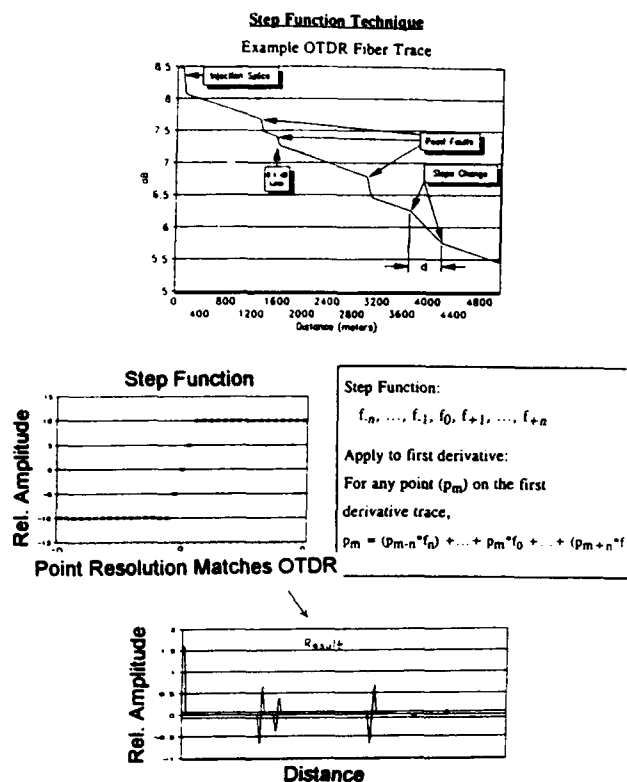 Step Function Technique
Example OTDR Fiber Trace
8.5
8
7.5
7
6.5
6
5.5
5
dB
Injection Splice
Point Faults
Slope Change
d
0 800 1600 2400 3200 4000 4800
400 1200 2000 2800 3600 4400
Distance (meters)
Step Function
Rel. Amplitude
Point Resolution Matches OTDR
Step Function:
f-n, ..., f-1, f0, f+1, ..., f+n
Apply to first derivative:
For any point (pm) on the first
derivative trace,
pm = (pm-n*fn) + ... + pm*f0 + .. + (pm+n*f
Result
Rel. Amplitude
Distance